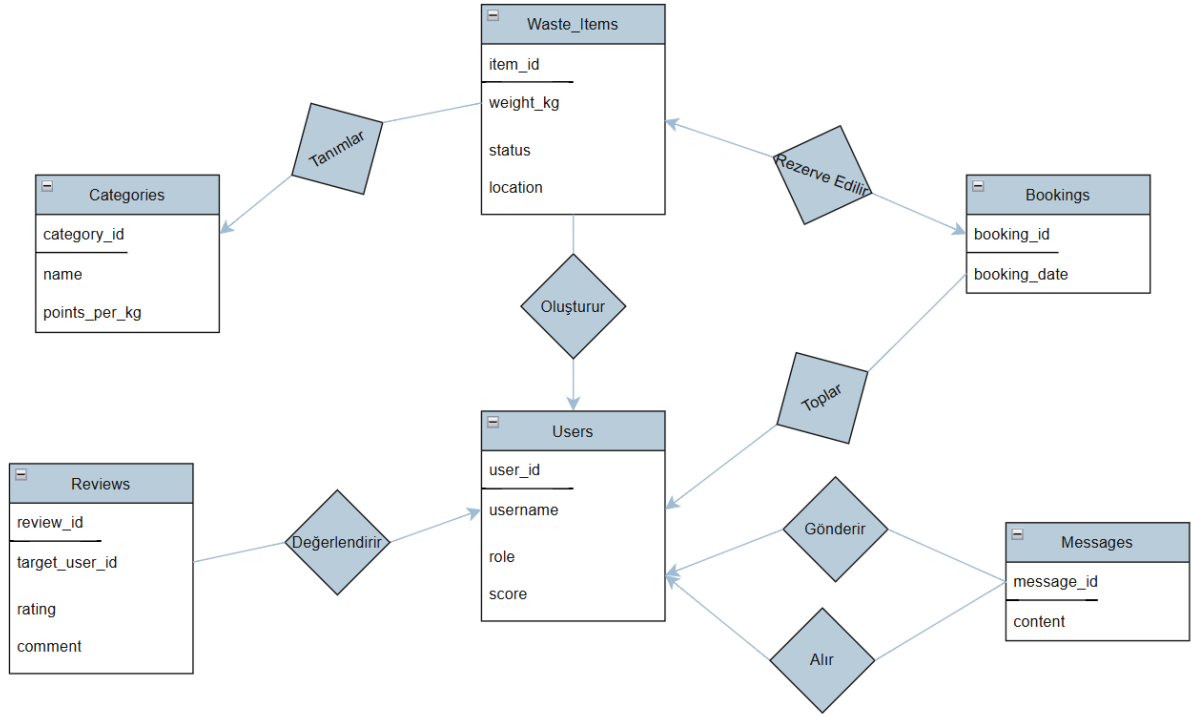 Waste_Items
item_id
weight_kg
status
location
Tanımlar
Rezerve Edilir
Categories
category_id
name
points_per_kg
Bookings
booking_id
booking_date
Oluşturur
Toplar
Users
user_id
username
role
score
Reviews
review_id
target_user_id
rating
comment
Değerlendirir
Gönderir
Alır
Messages
message_id
content